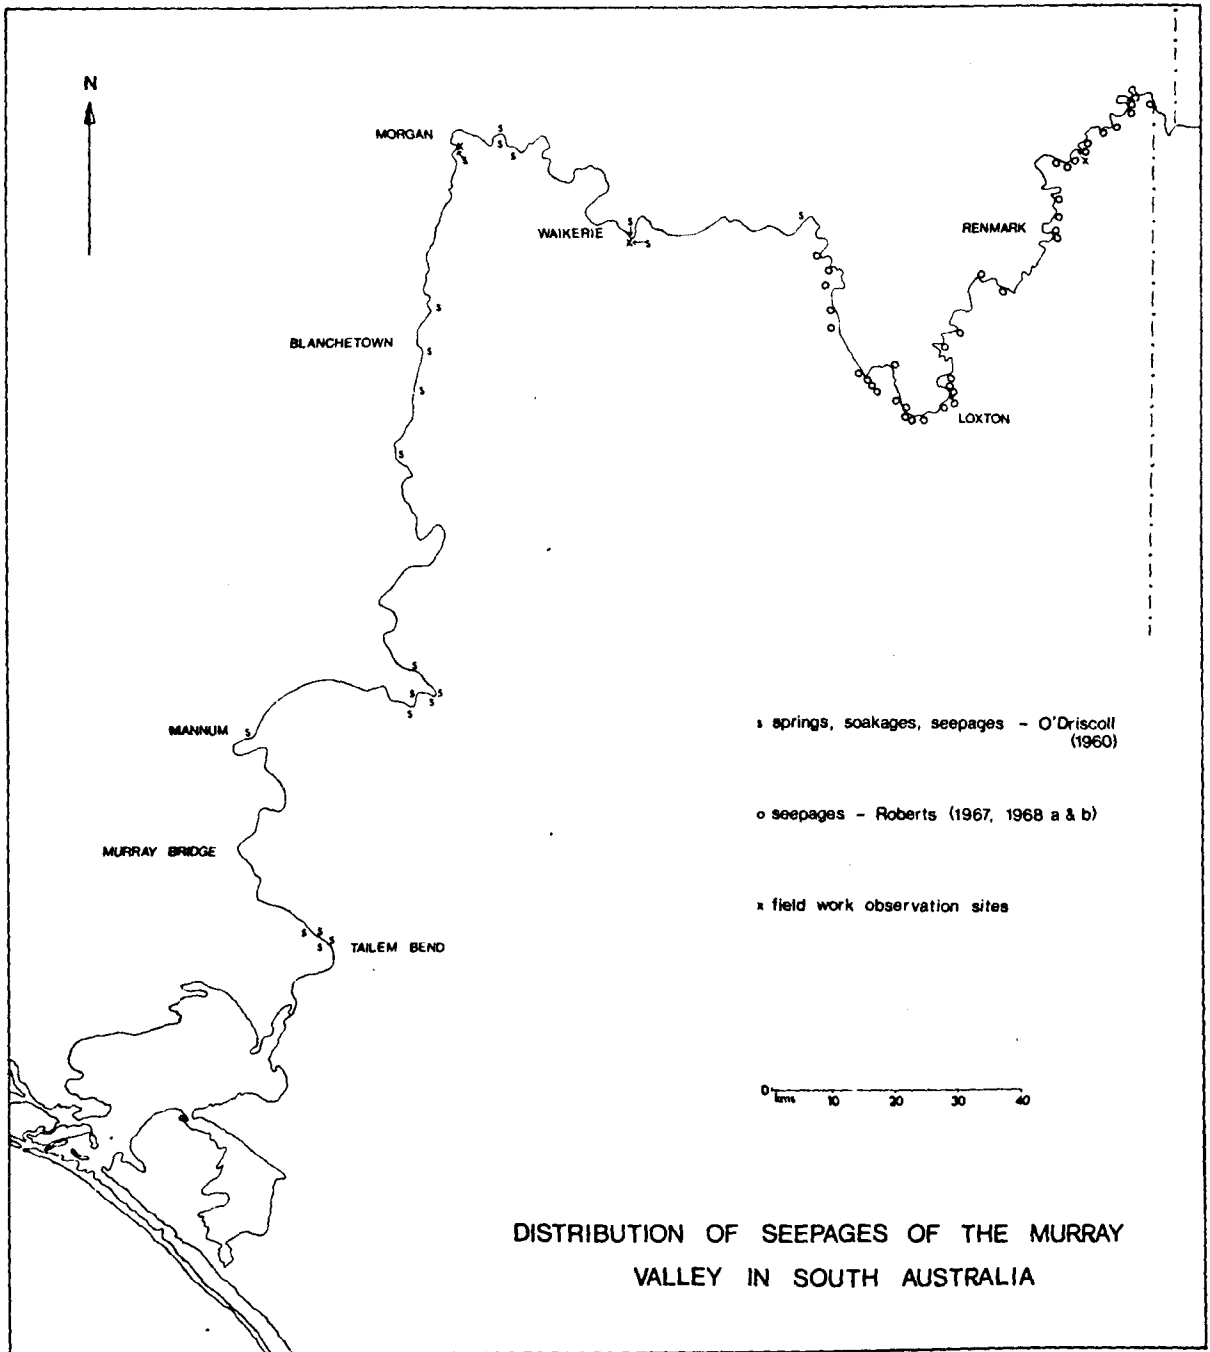 N
MORGAN
WAIKERIE
RENMARK
BLANCHETOWN
LOXTON
MANNUM
s springs, soakages, seepages - O'Driscoll
(1960)
o seepages - Roberts (1967, 1968 a & b)
MURRAY BRIDGE
x field work observation sites
TAILEM BEND
0 kms 10 20 30 40
DISTRIBUTION OF SEEPAGES OF THE MURRAY
VALLEY IN SOUTH AUSTRALIA